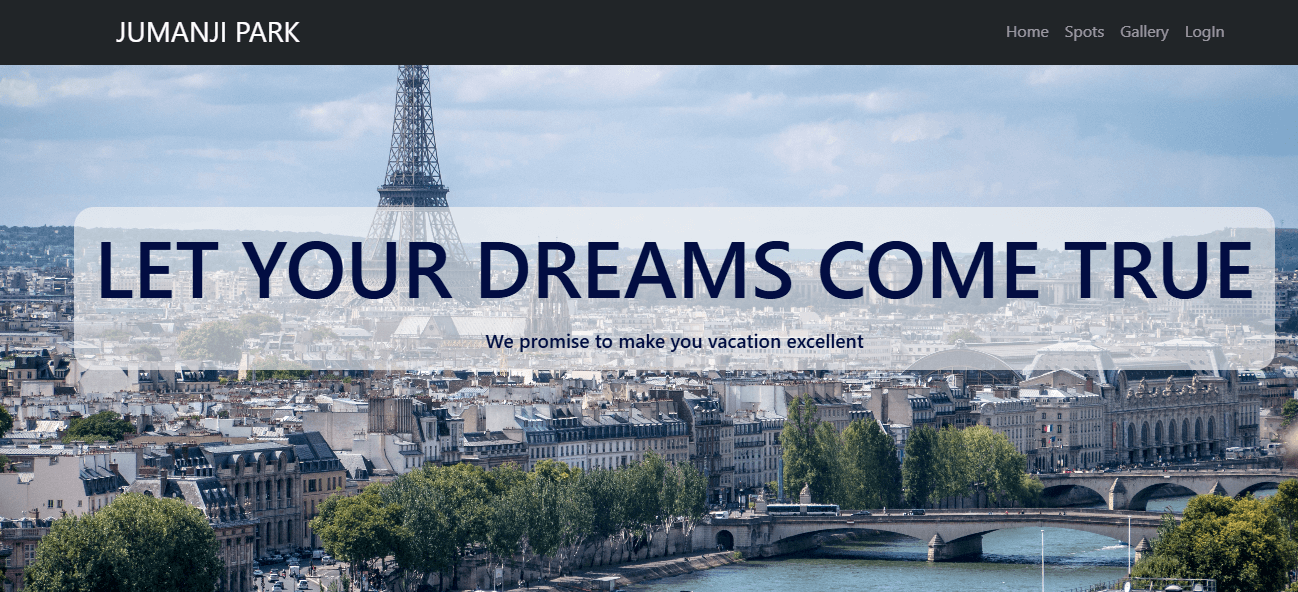 JUMANJI PARK
Home Spots Gallery LogIn
LET YOUR DREAMS COME TRUE
We promise to make you vacation excellent